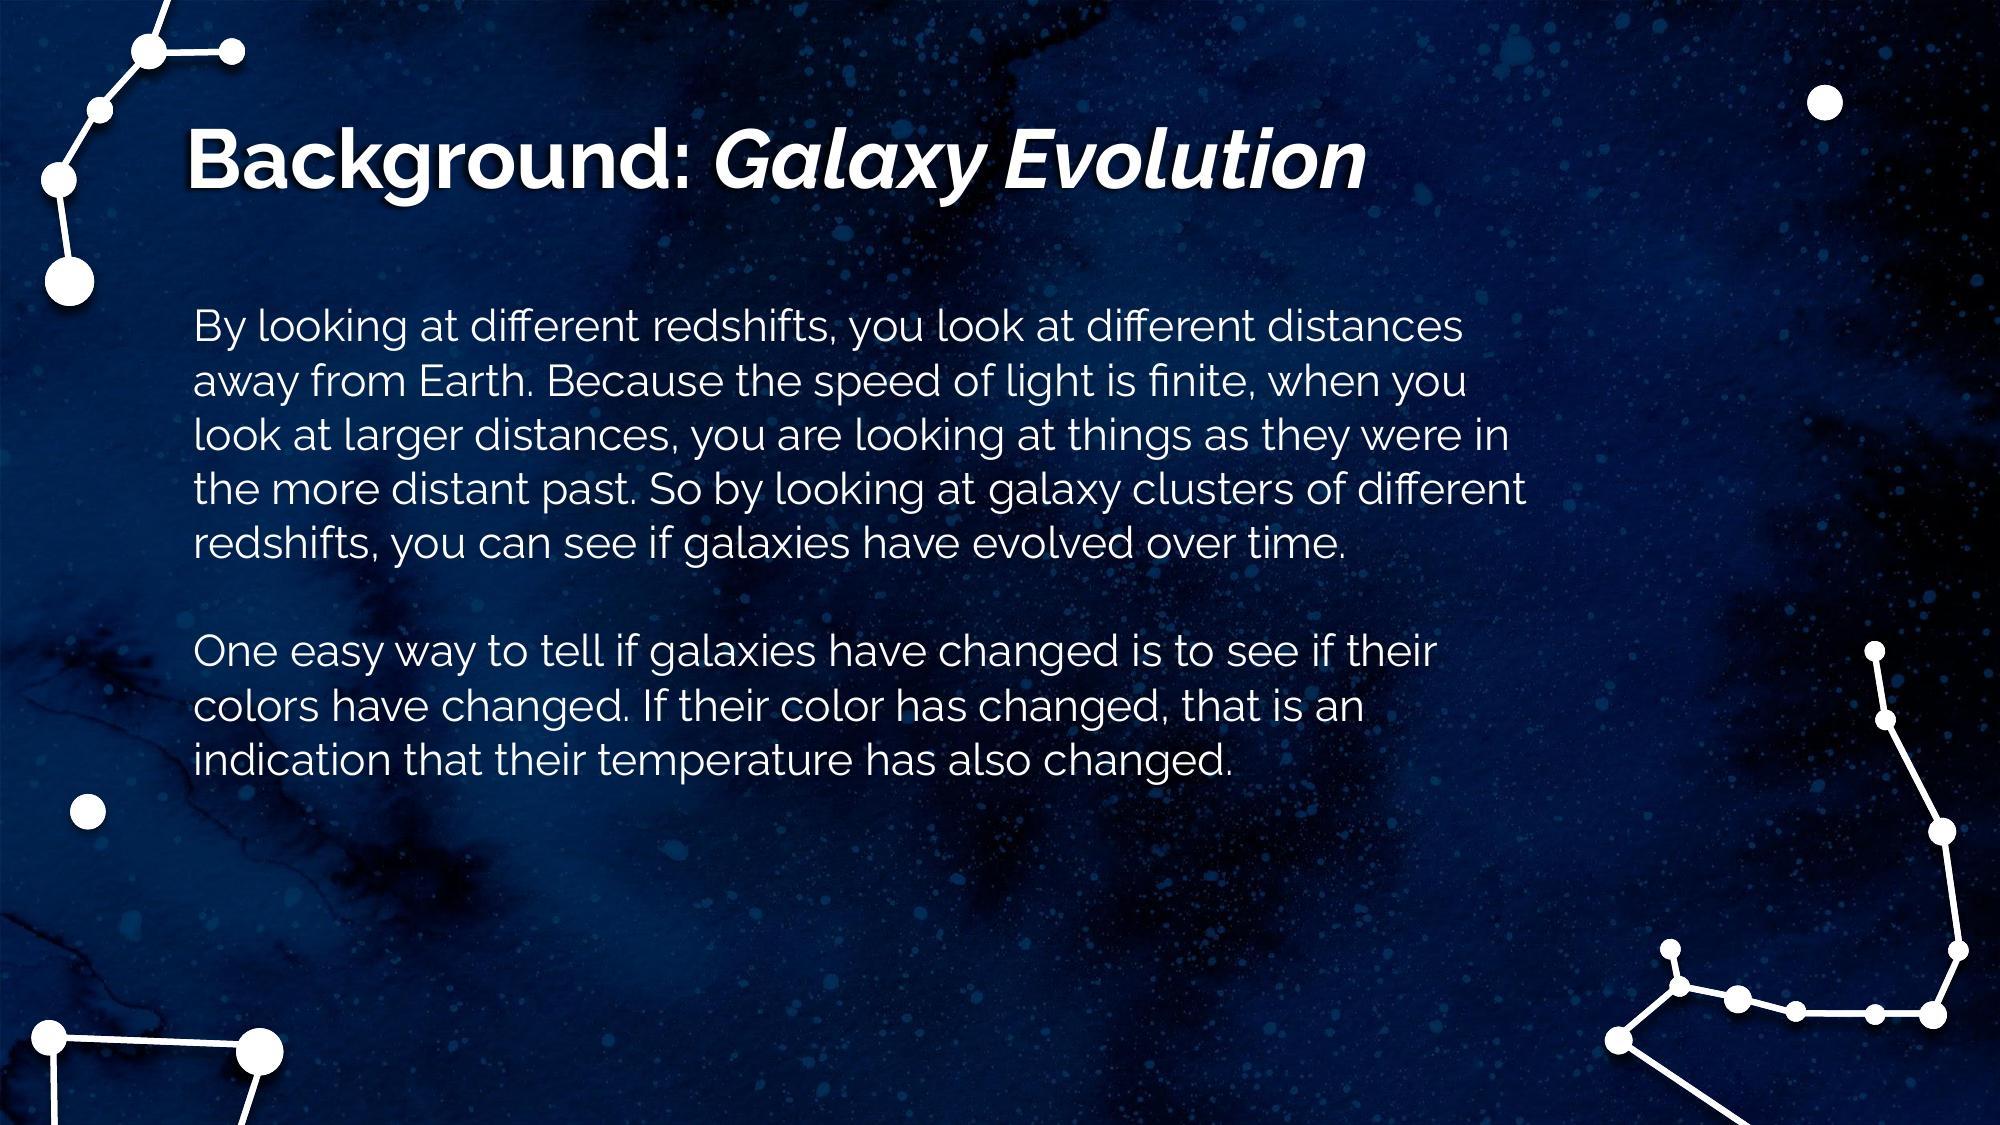 Background: Galaxy Evolution
By looking at different redshifts, you look at different distances
away from Earth. Because the speed of light is finite, when you
look at larger distances, you are looking at things as they were in
the more distant past. So by looking at galaxy clusters of different
redshifts, you can see if galaxies have evolved over time.
One easy way to tell if galaxies have changed is to see if their
colors have changed. If their color has changed, that is an
indication that their temperature has also changed.